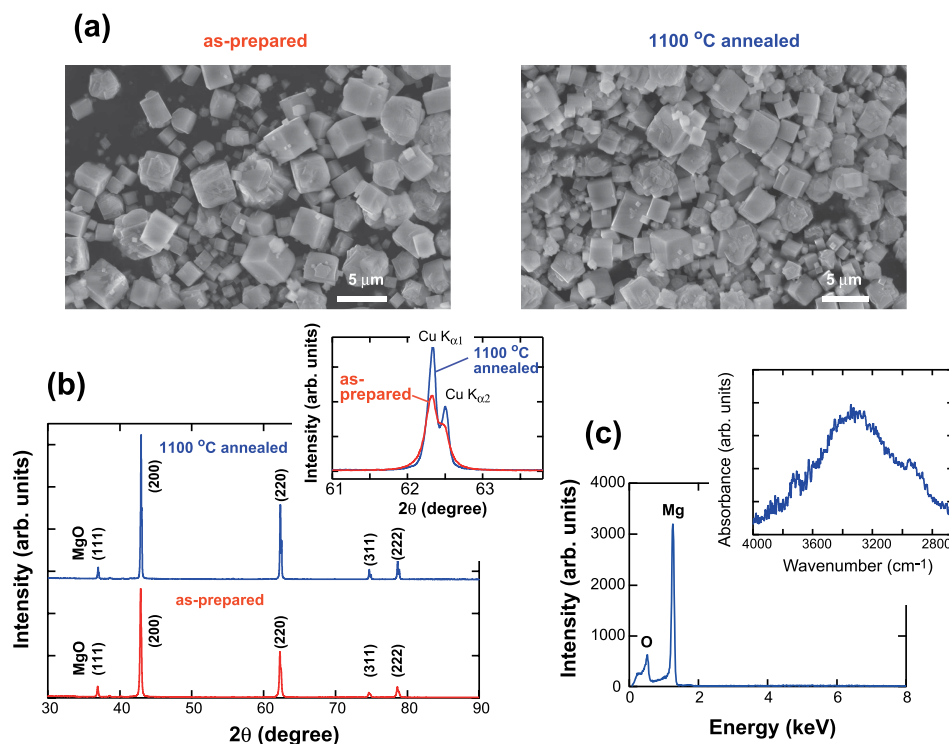 (a)
as-prepared
1100 °C annealed
5 μm
5 μm
(b)
Intensity (arb. units)
1100 °C annealed
MgO
(111)
(200)
(220)
(311)
(222)
as-prepared
MgO
(111)
(200)
(220)
(311)
(222)
30 40 50 60 70 80 90
2θ (degree)
Intensity (arb. units)
Cu Kα1
1100 °C
annealed
as-
prepared
Cu Kα2
61 62 63
2θ (degree)
(c)
Intensity (arb. units)
4000
3000
2000
1000
0
Mg
O
0 2 4 6 8
Energy (keV)
Absorbance (arb. units)
4000 3600 3200 2800
Wavenumber (cm-1)